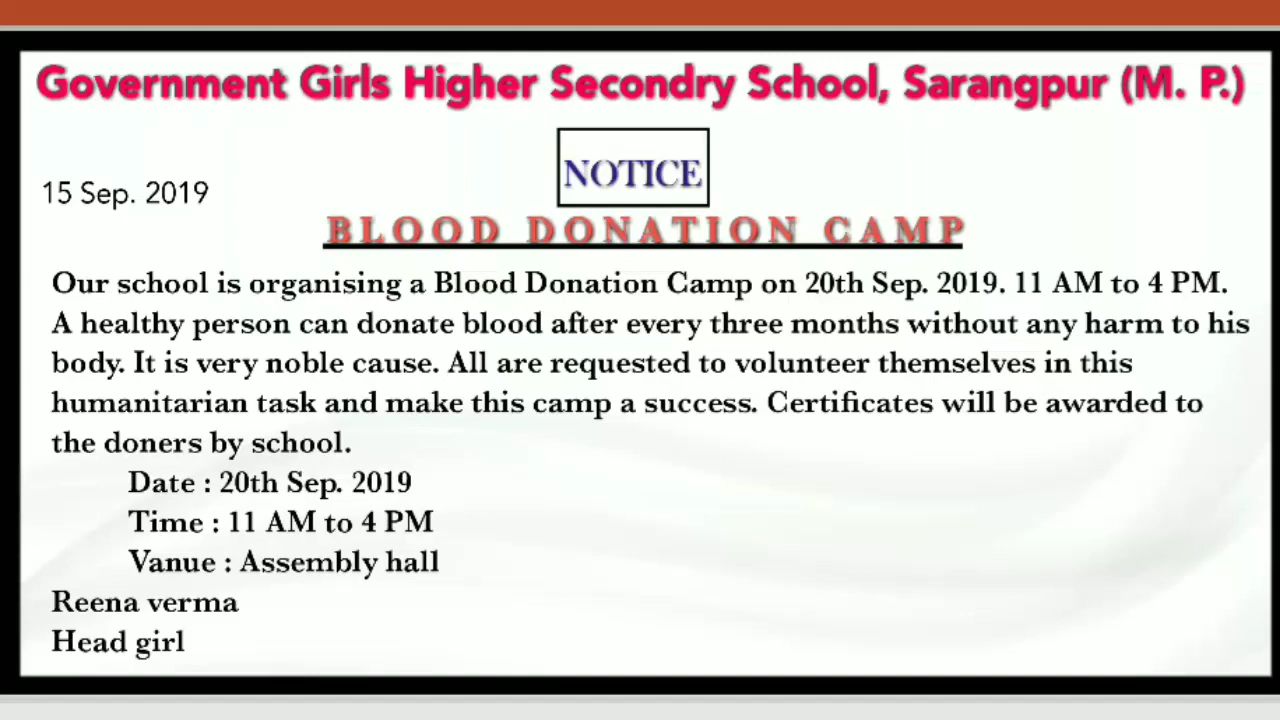 Government Girls Higher Secondry School, Sarangpur (M. P.)
NOTICE
15 Sep. 2019
BLOOD DONATION CAMP
Our school is organising a Blood Donation Camp on 20th Sep. 2019. 11 AM to 4 PM.
A healthy person can donate blood after every three months without any harm to his
body. It is very noble cause. All are requested to volunteer themselves in this
humanitarian task and make this camp a success. Certificates will be awarded to
the doners by school.
Date : 20th Sep. 2019
Time : 11 AM to 4 PM
Vanue : Assembly hall
Reena verma
Head girl